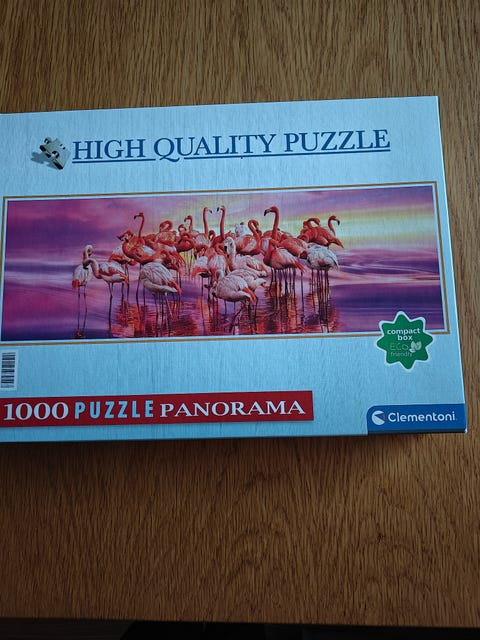 HIGH QUALITY PUZZLE
compact
box
ECO
friendly
1000 PUZZLE PANORAMA
Clementoni